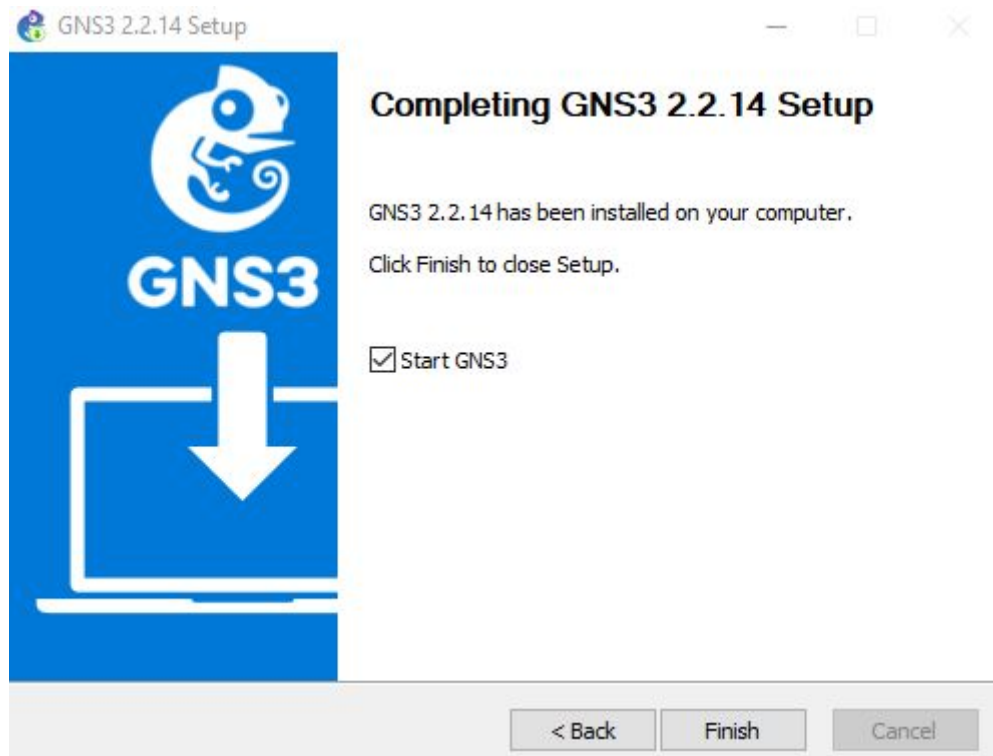 GNS3 2.2.14 Setup
Completing GNS3 2.2.14 Setup
GNS3 2.2.14 has been installed on your computer.
Click Finish to close Setup.
GNS3
Start GNS3
< Back
Finish
Cancel